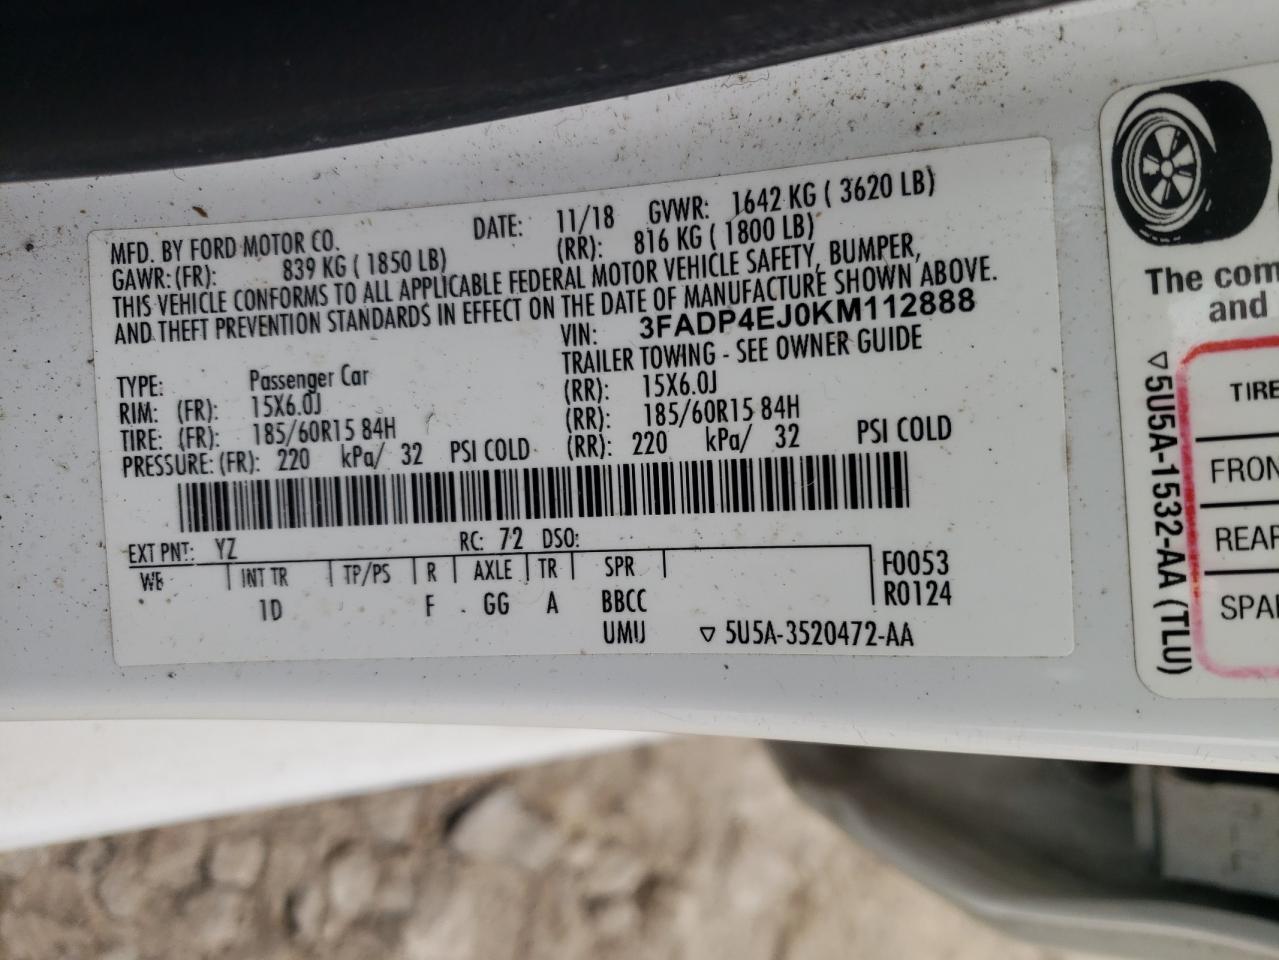 MFD. BY FORD MOTOR CO. DATE: 11/18 GVWR: 1642 KG ( 3620 LB)
GAWR: (FR): 839 KG ( 1850 LB) (RR): 816 KG ( 1800 LB)
THIS VEHICLE CONFORMS TO ALL APPLICABLE FEDERAL MOTOR VEHICLE SAFETY, BUMPER,
AND THEFT PREVENTION STANDARDS IN EFFECT ON THE DATE OF MANUFACTURE SHOWN ABOVE.
VIN: 3FADP4EJ0KM112888
TYPE: Passenger Car TRAILER TOWING - SEE OWNER GUIDE
RIM: (FR): 15X6.0J (RR): 15X6.0J
TIRE: (FR): 185/60R15 84H (RR): 185/60R15 84H
PRESSURE: (FR): 220 kPa/ 32 PSI COLD (RR): 220 kPa/ 32 PSI COLD
EXT PNT: YZ RC: 72 DSO:
WB INT TR TP/PS R AXLE TR SPR F0053
1D F GG A BBCC R0124
UMIJ ▽ 5U5A-3520472-AA
The com
and
▽ 5U5A-1532-AA (TLU)
TIRE
FRON
REAR
SPA